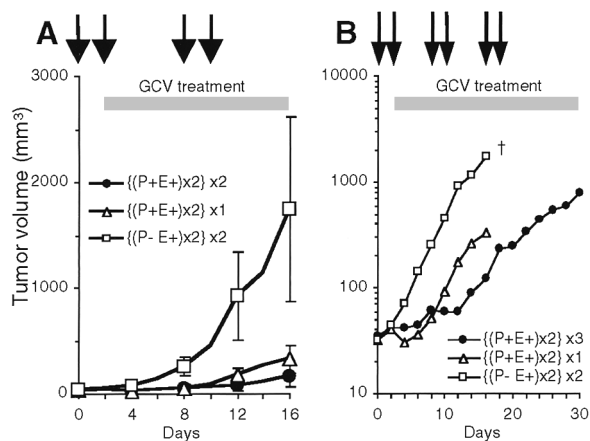 A
B
GCV treatment
GCV treatment
Tumor volume (mm³)
3000
2000
1000
0
{(P+E+)x2} x2
{(P+E+)x2} x1
{(P- E+)x2} x2
0
4
8
12
16
Days
10000
1000
100
10
†
{(P+E+)x2} x3
{(P+E+)x2} x1
{(P- E+)x2} x2
0
10
20
30
Days